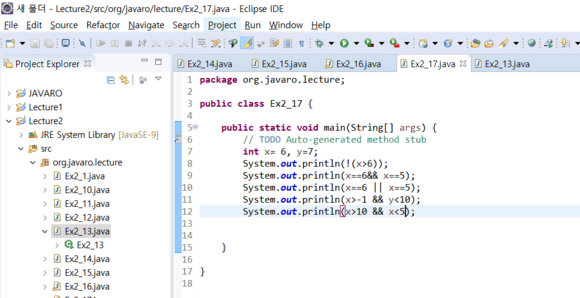 새 폴더 - Lecture2/src/org/javaro/lecture/Ex2_17.java - Eclipse IDE
File Edit Source Refactor Navigate Search Project Run Window Help
Project Explorer
Ex2_14.java Ex2_15.java Ex2_16.java Ex2_17.java Ex2_13.java
JAVARO
Lecture1
Lecture2
JRE System Library [JavaSE-9]
src
org.javaro.lecture
Ex2_1.java
Ex2_10.java
Ex2_11.java
Ex2_12.java
Ex2_13.java
Ex2_13
Ex2_14.java
Ex2_15.java
Ex2_16.java
1 package org.javaro.lecture;
2
3 public class Ex2_17 {
4
5 public static void main(String[] args) {
6 // TODO Auto-generated method stub
7 int x= 6, y=7;
8 System.out.println(!(x>6));
9 System.out.println(x==6&& x==5);
10 System.out.println(x==6 || x==5);
11 System.out.println(x>-1 && y<10);
12 System.out.println(x>10 && x<5);
13
14
15 }
16
17 }
18